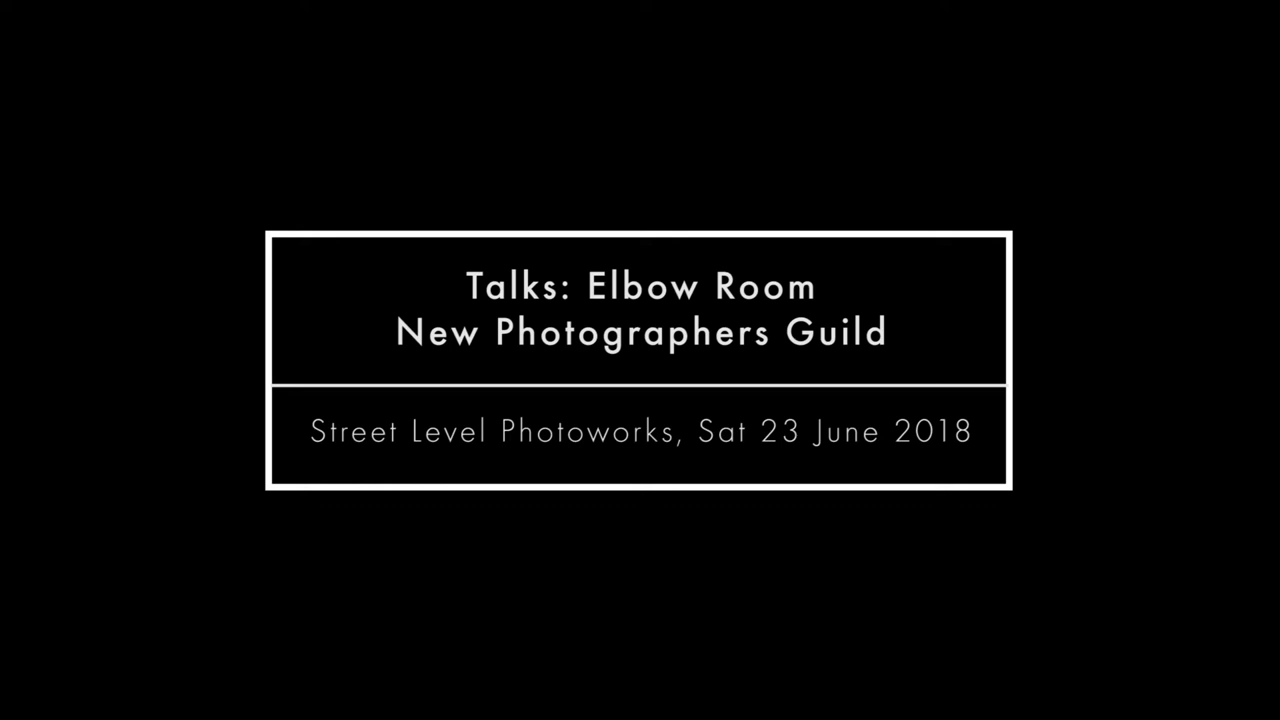 Talks: Elbow Room
New Photographers Guild
Street Level Photoworks, Sat 23 June 2018